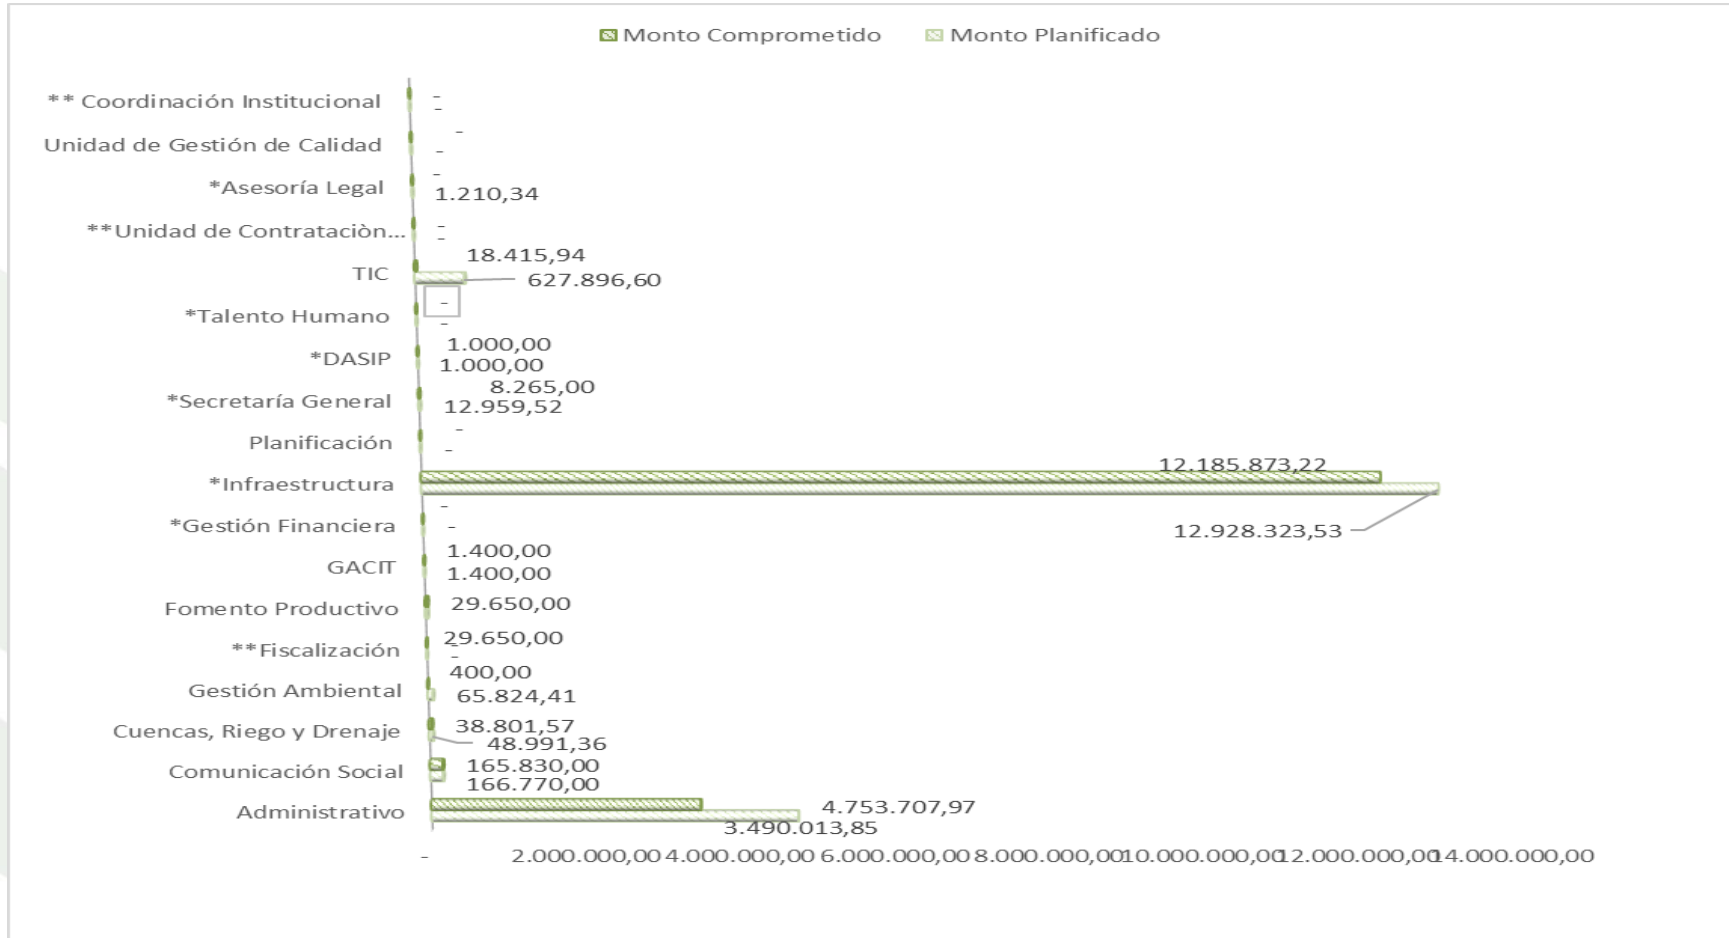 Monto Comprometido Monto Planificado
** Coordinación Institucional -
-
Unidad de Gestión de Calidad -
-
*Asesoría Legal -
1.210,34
**Unidad de Contrataciòn... -
-
TIC 18.415,94
627.896,60
*Talento Humano -
-
*DASIP 1.000,00
1.000,00
*Secretaría General 8.265,00
12.959,52
Planificación -
-
*Infraestructura 12.185.873,22
12.928.323,53
*Gestión Financiera -
-
GACIT 1.400,00
1.400,00
Fomento Productivo 29.650,00
29.650,00
**Fiscalización -
Gestión Ambiental 400,00
65.824,41
Cuencas, Riego y Drenaje 38.801,57
48.991,36
Comunicación Social 165.830,00
166.770,00
Administrativo 4.753.707,97
3.490.013,85
- 2.000.000,00 4.000.000,00 6.000.000,00 8.000.000,00 10.000.000,00 12.000.000,00 14.000.000,00